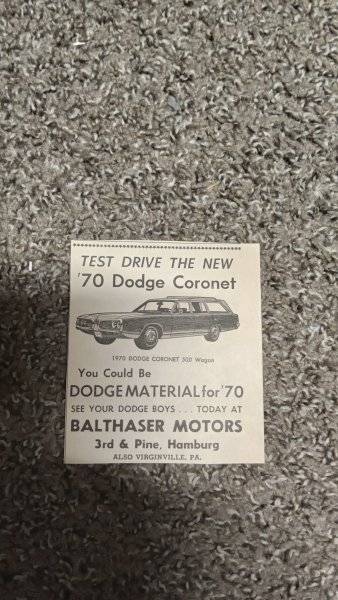 TEST DRIVE THE NEW
'70 Dodge Coronet
1970 DODGE CORONET 500 Wagon
You Could Be
DODGE MATERIAL for '70
SEE YOUR DODGE BOYS . . . TODAY AT
BALTHASER MOTORS
3rd & Pine, Hamburg
ALSO VIRGINVILLE, PA.